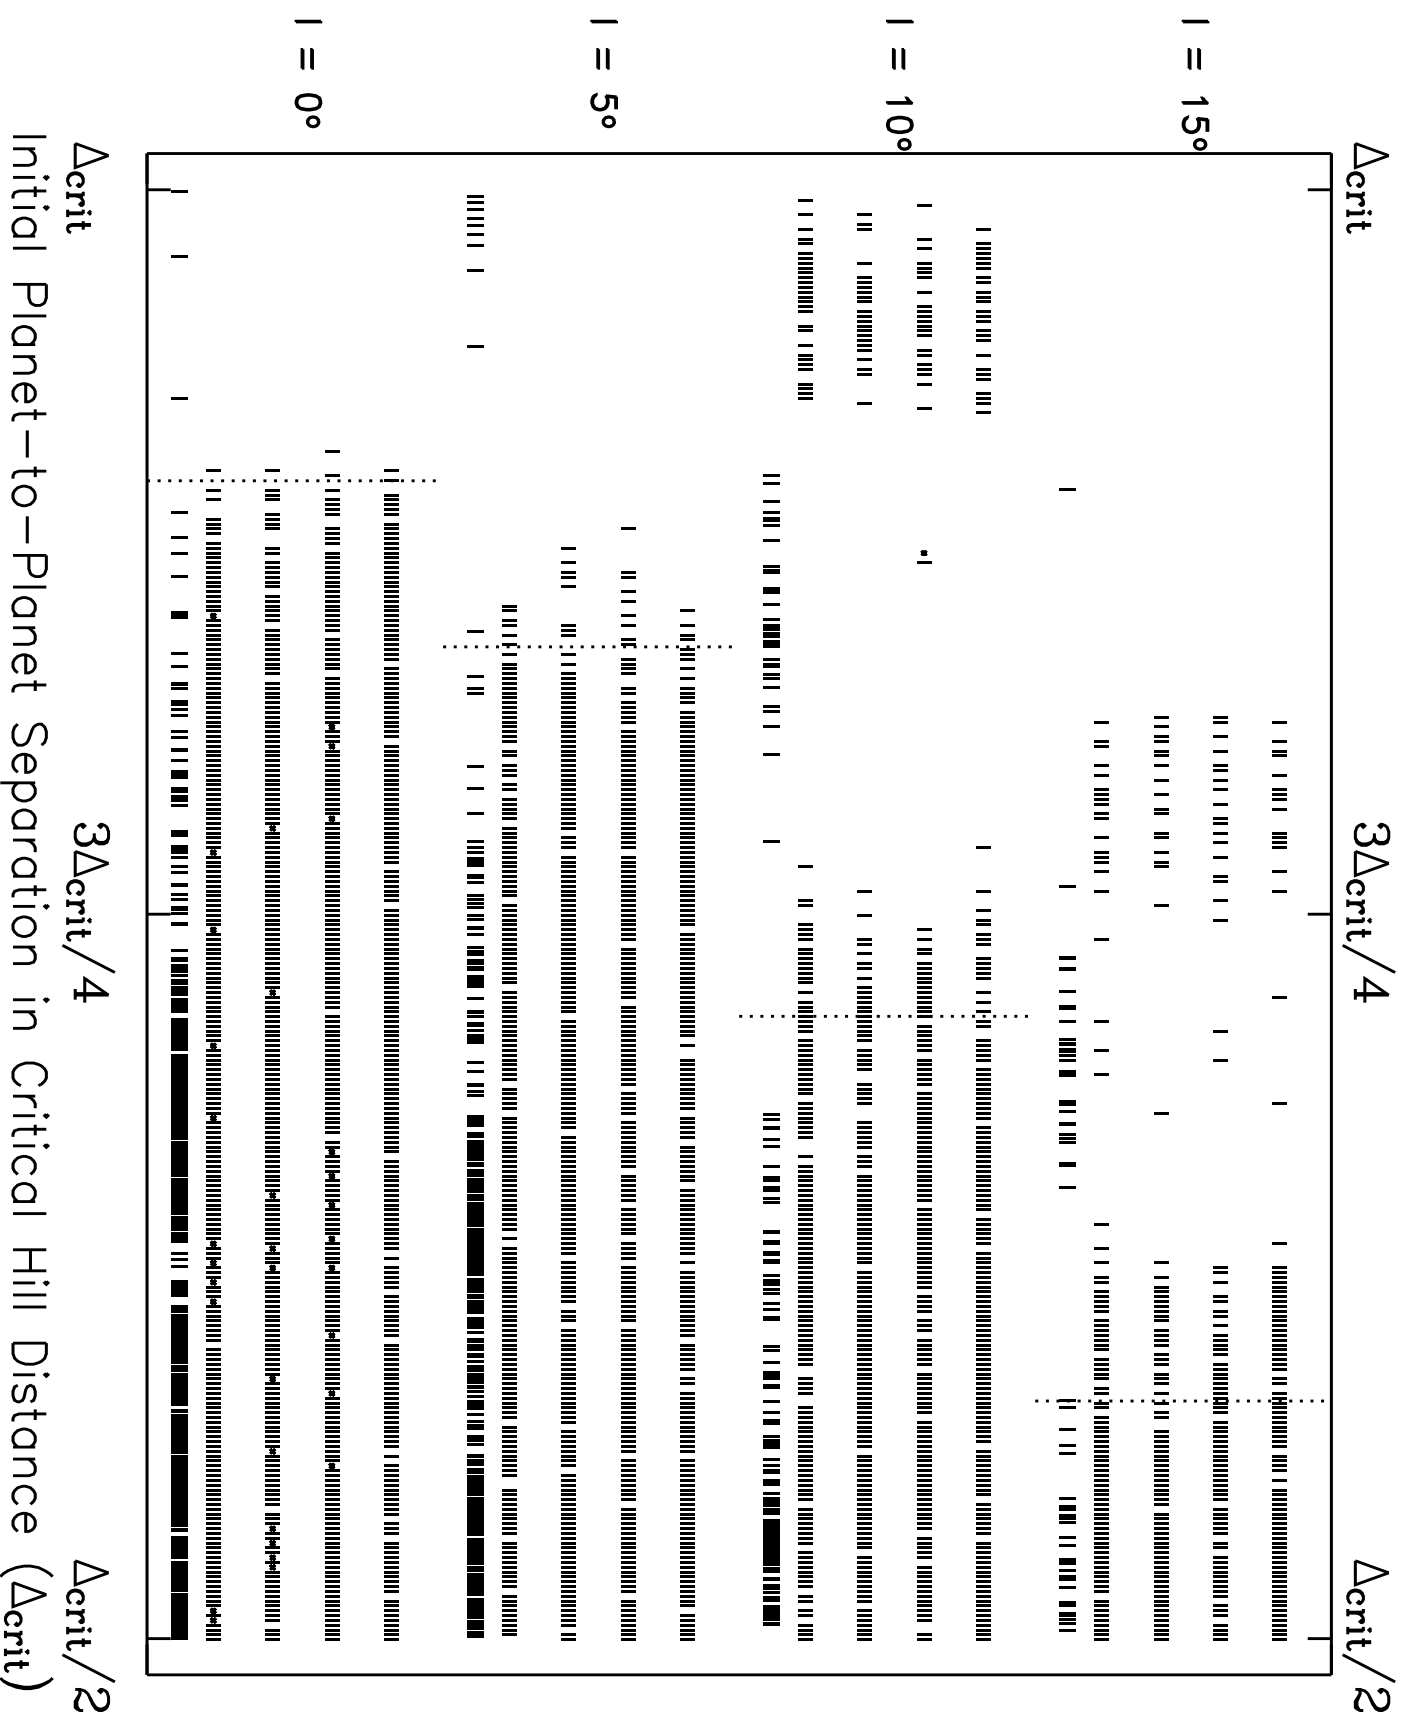 Δcrit
3Δcrit/4
Δcrit/2
I = 15°
I = 10°
I = 5°
I = 0°
Δcrit
3Δcrit/4
Δcrit/2
Initial Planet-to-Planet Separation in Critical Hill Distance (Δcrit)